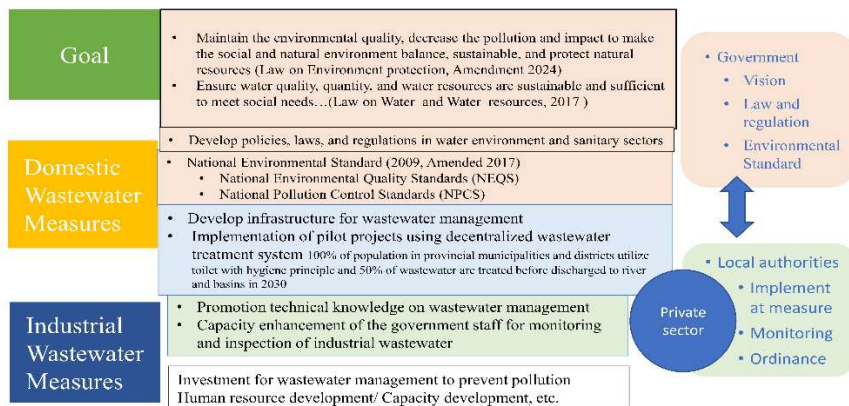 Goal
• Maintain the environmental quality, decrease the pollution and impact to make
the social and natural environment balance, sustainable, and protect natural
resources (Law on Environment protection, Amendment 2024)
• Ensure water quality, quantity, and water resources are sustainable and sufficient
to meet social needs…(Law on Water and Water resources, 2017 )
• Develop policies, laws, and regulations in water environment and sanitary sectors
Domestic
Wastewater
Measures
• National Environmental Standard (2009, Amended 2017)
• National Environmental Quality Standards (NEQS)
• National Pollution Control Standards (NPCS)
• Develop infrastructure for wastewater management
• Implementation of pilot projects using decentralized wastewater
treatment system 100% of population in provincial municipalities and districts utilize
toilet with hygiene principle and 50% of wastewater are treated before discharged to river
and basins in 2030
Industrial
Wastewater
Measures
• Promotion technical knowledge on wastewater management
• Capacity enhancement of the government staff for monitoring
and inspection of industrial wastewater
Investment for wastewater management to prevent pollution
Human resource development/ Capacity development, etc.
• Government
• Vision
• Law and
regulation
• Environmental
Standard
Private
sector
• Local authorities
• Implement
at measure
• Monitoring
• Ordinance